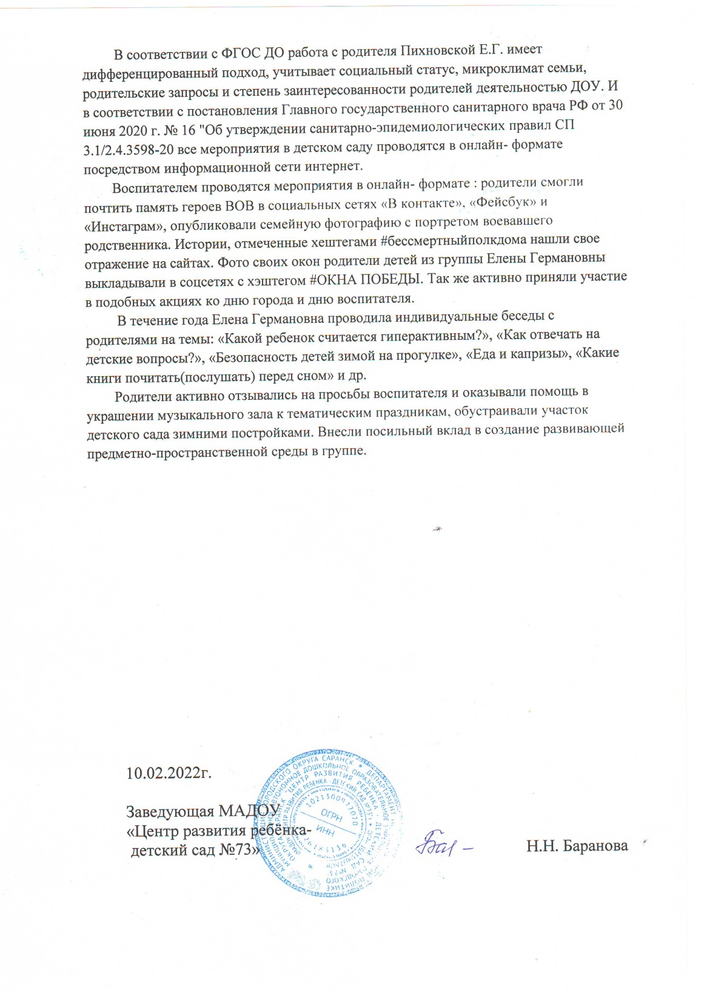 В соответствии с ФГОС ДО работа с родителя Пихновской Е.Г. имеет
дифференцированный подход, учитывает социальный статус, микроклимат семьи,
родительские запросы и степень заинтересованности родителей деятельностью ДОУ. И
в соответствии с постановления Главного государственного санитарного врача РФ от 30
июня 2020 г. № 16 "Об утверждении санитарно-эпидемиологических правил СП
3.1/2.4.3598-20 все мероприятия в детском саду проводятся в онлайн- формате
посредством информационной сети интернет.
Воспитателем проводятся мероприятия в онлайн- формате : родители смогли
почтить память героев ВОВ в социальных сетях «В контакте», «Фейсбук» и
«Инстаграм», опубликовали семейную фотографию с портретом воевавшего
родственника. Истории, отмеченные хештегами #бессмертныйполкдома нашли свое
отражение на сайтах. Фото своих окон родители детей из группы Елены Германовны
выкладывали в соцсетях с хэштегом #ОКНА ПОБЕДЫ. Так же активно приняли участие
в подобных акциях ко дню города и дню воспитателя.
В течение года Елена Германовна проводила индивидуальные беседы с
родителями на темы: «Какой ребенок считается гиперактивным?», «Как отвечать на
детские вопросы?», «Безопасность детей зимой на прогулке», «Еда и капризы», «Какие
книги почитать(послушать) перед сном» и др.
Родители активно отзывались на просьбы воспитателя и оказывали помощь в
украшении музыкального зала к тематическим праздникам, обустраивали участок
детского сада зимними постройками. Внесли посильный вклад в создание развивающей
предметно-пространственной среды в группе.
10.02.2022г.
Заведующая МАДОУ
«Центр развития ребёнка-
детский сад №73»
Н.Н. Баранова
ГОРОДСКОГО ОКРУГА САРАНСК * ДЕПАРТАМЕНТ
АВТОНОМНОЕ ДОШКОЛЬНОЕ ОБРАЗОВАТЕЛЬНОЕ
САРАНСК "ЦЕНТР РАЗВИТИЯ РЕБЕНКА - ДЕТСКИЙ САД №73"
1021300977070
ОГРН
ИНН